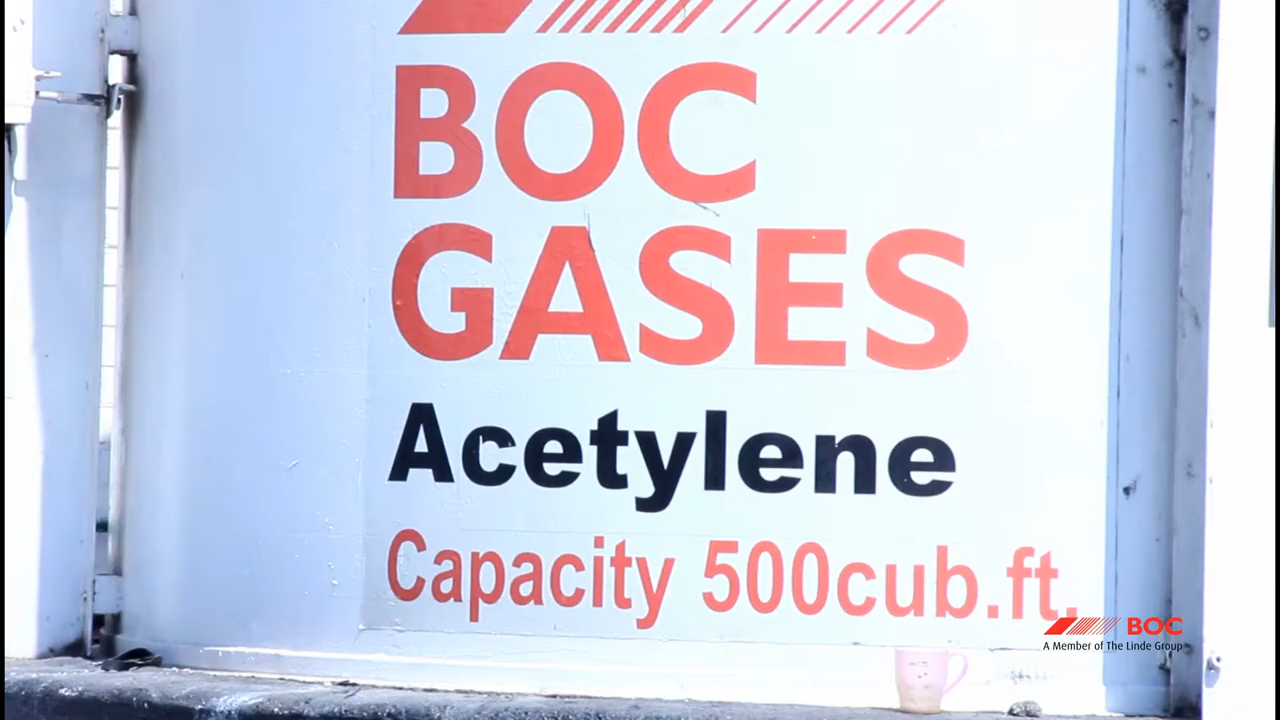 BOC
GASES
Acetylene
Capacity 500cub.ft.
BOC
A Member of The Linde Group